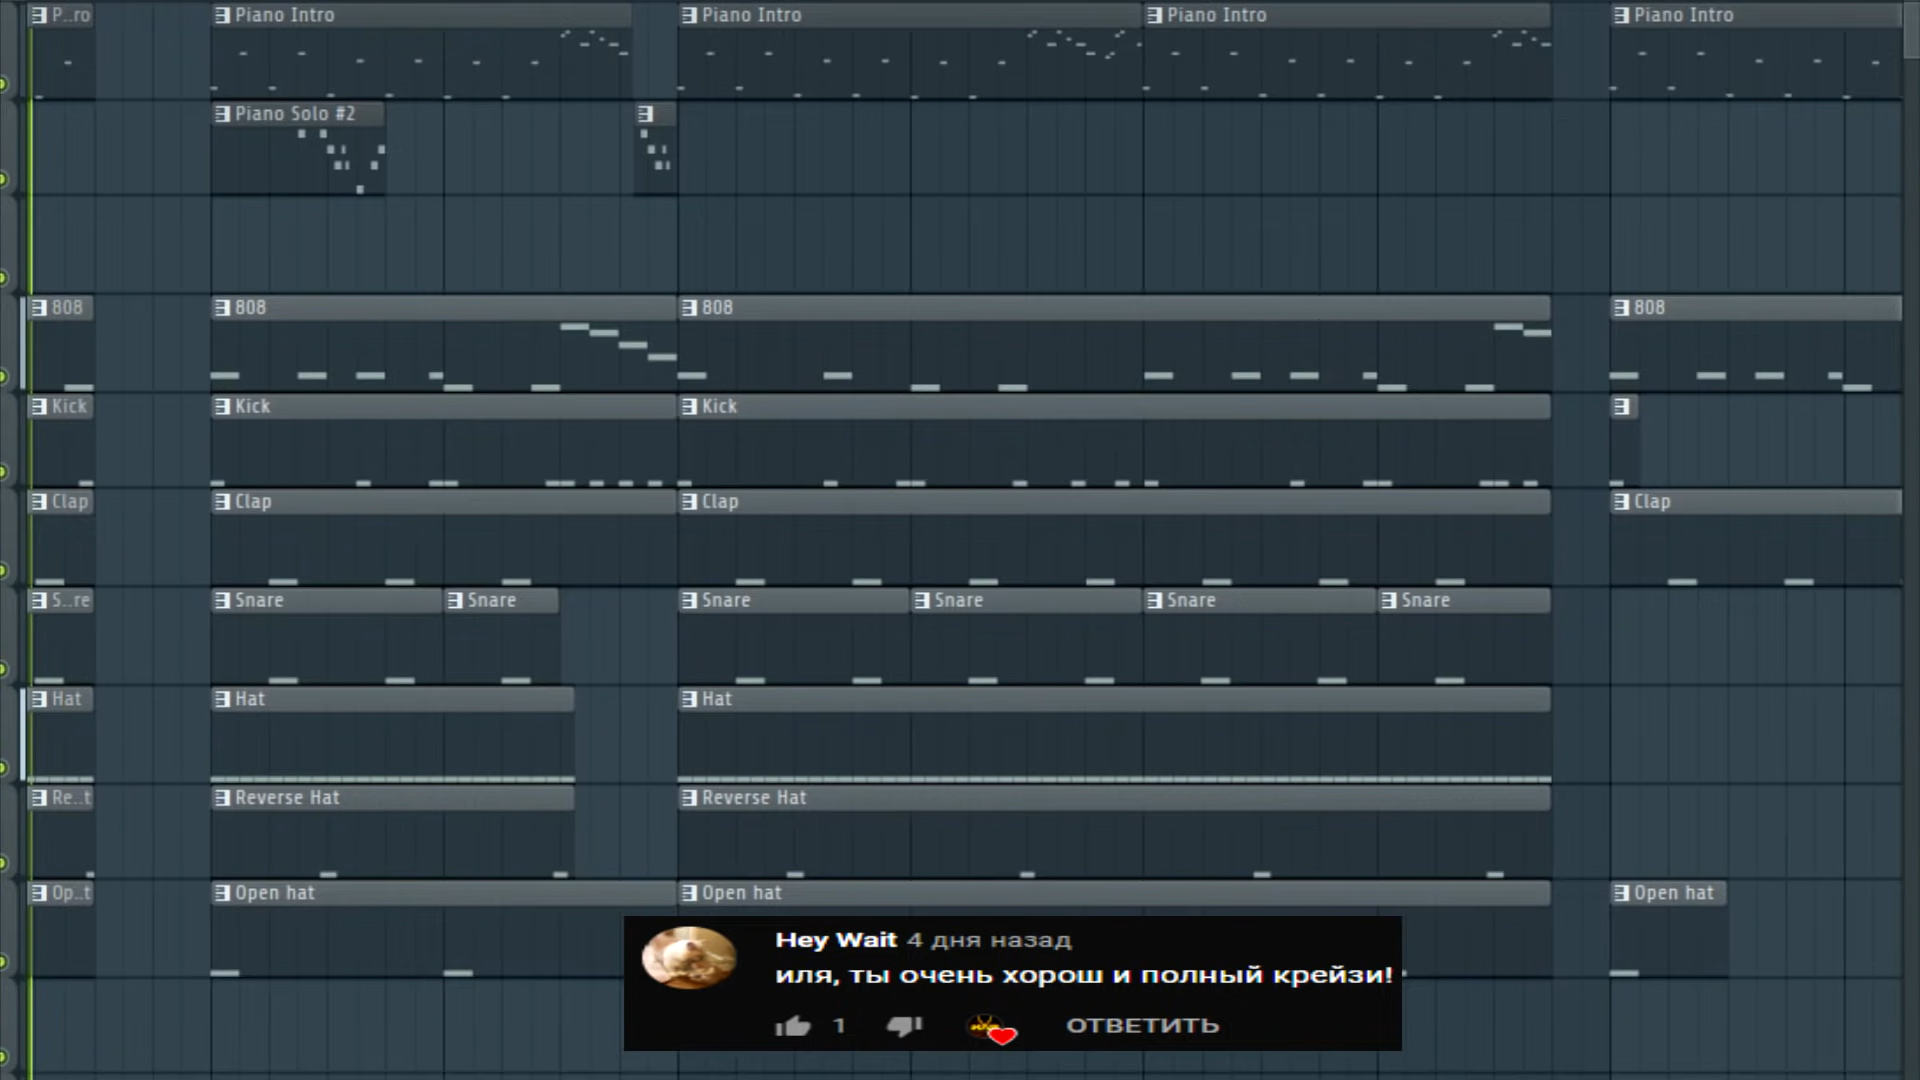 P..ro Piano Intro Piano Intro Piano Intro Piano Intro
Piano Solo #2
808 808 808 808
Kick Kick Kick
Clap Clap Clap Clap
S..re Snare Snare Snare Snare Snare Snare
Hat Hat Hat
Re..t Reverse Hat Reverse Hat
Op..t Open hat Open hat Open hat
Hey Wait 4 дня назад
иля, ты очень хорош и полный крейзи!
1 ОТВЕТИТЬ